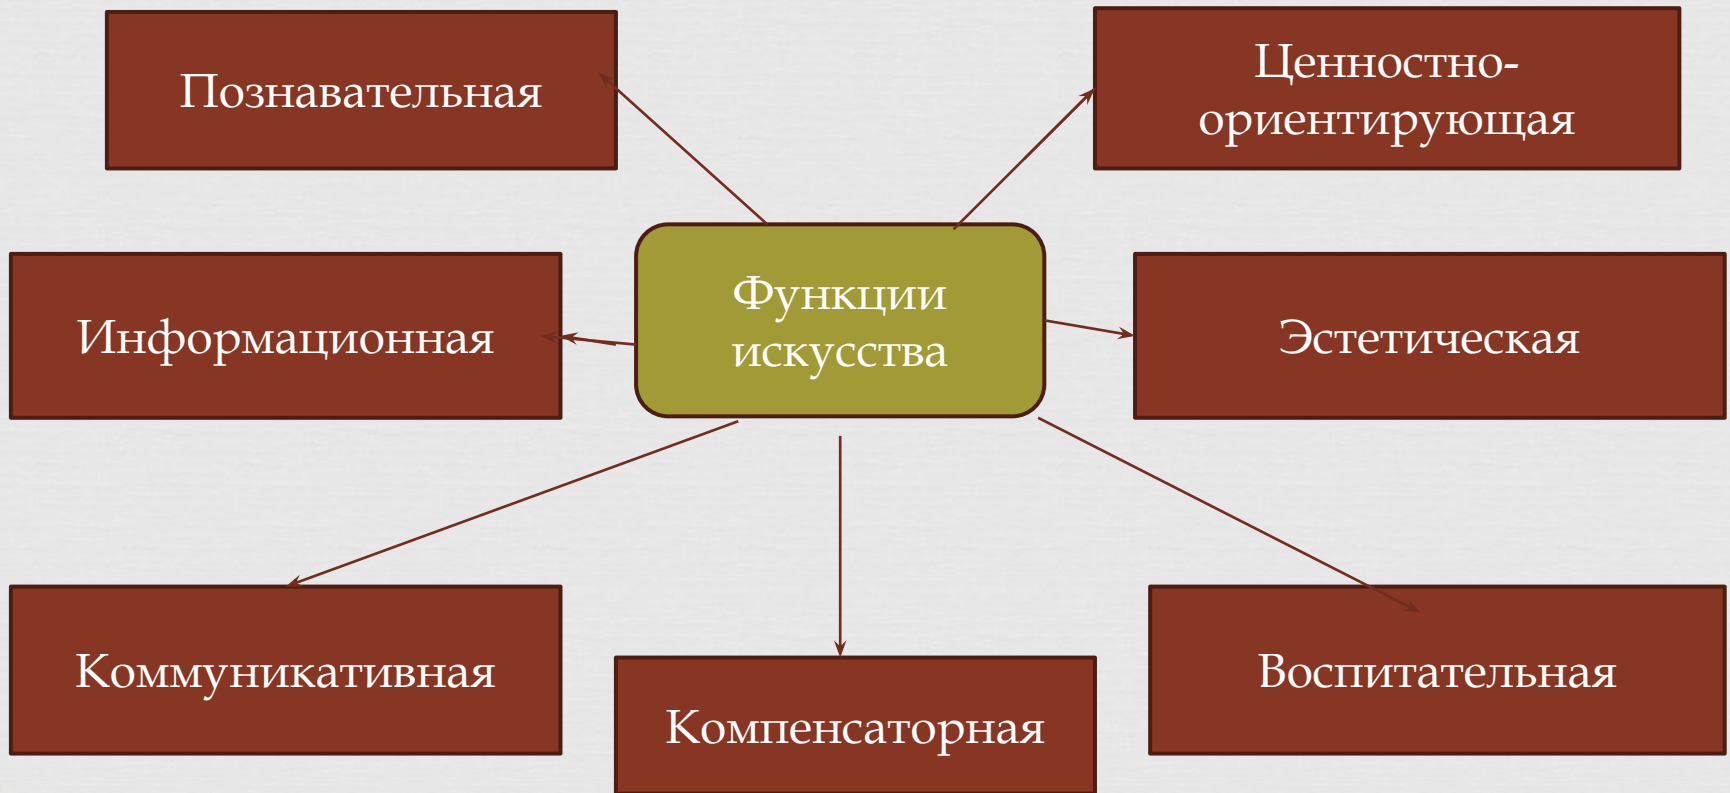 Познавательная
Ценностно-
ориентирующая
Функции
искусства
Информационная
Эстетическая
Коммуникативная
Компенсаторная
Воспитательная